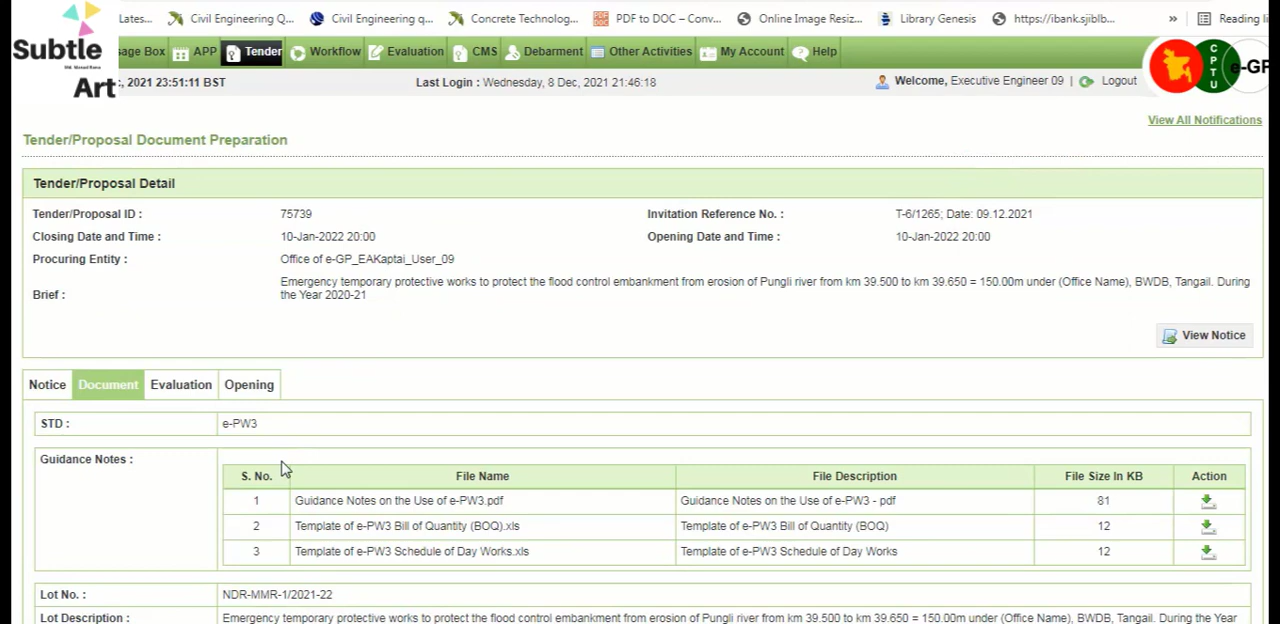 Lates... Civil Engineering Q... Civil Engineering q... Concrete Technolog... PDF to DOC – Conv... Online Image Resiz... Library Genesis https://ibank.sjiblb... » Reading li
Subtle Art
sage Box APP Tender Workflow Evaluation CMS Debarment Other Activities My Account Help
, 2021 23:51:11 BST Last Login : Wednesday, 8 Dec, 2021 21:46:18 Welcome, Executive Engineer 09 | Logout
CPTU e-GP
View All Notifications
Tender/Proposal Document Preparation
Tender/Proposal Detail
Tender/Proposal ID : 75739 Invitation Reference No. : T-6/1265; Date: 09.12.2021
Closing Date and Time : 10-Jan-2022 20:00 Opening Date and Time : 10-Jan-2022 20:00
Procuring Entity : Office of e-GP_EAKaptai_User_09
Brief : Emergency temporary protective works to protect the flood control embankment from erosion of Pungli river from km 39.500 to km 39.650 = 150.00m under (Office Name), BWDB, Tangail. During
the Year 2020-21
View Notice
Notice Document Evaluation Opening
STD : e-PW3
Guidance Notes :
S. No. File Name File Description File Size In KB Action
1 Guidance Notes on the Use of e-PW3.pdf Guidance Notes on the Use of e-PW3 - pdf 81
2 Template of e-PW3 Bill of Quantity (BOQ).xls Template of e-PW3 Bill of Quantity (BOQ) 12
3 Template of e-PW3 Schedule of Day Works.xls Template of e-PW3 Schedule of Day Works 12
Lot No. : NDR-MMR-1/2021-22
Lot Description : Emergency temporary protective works to protect the flood control embankment from erosion of Pungli river from km 39.500 to km 39.650 = 150.00m under (Office Name), BWDB, Tangail. During the Year